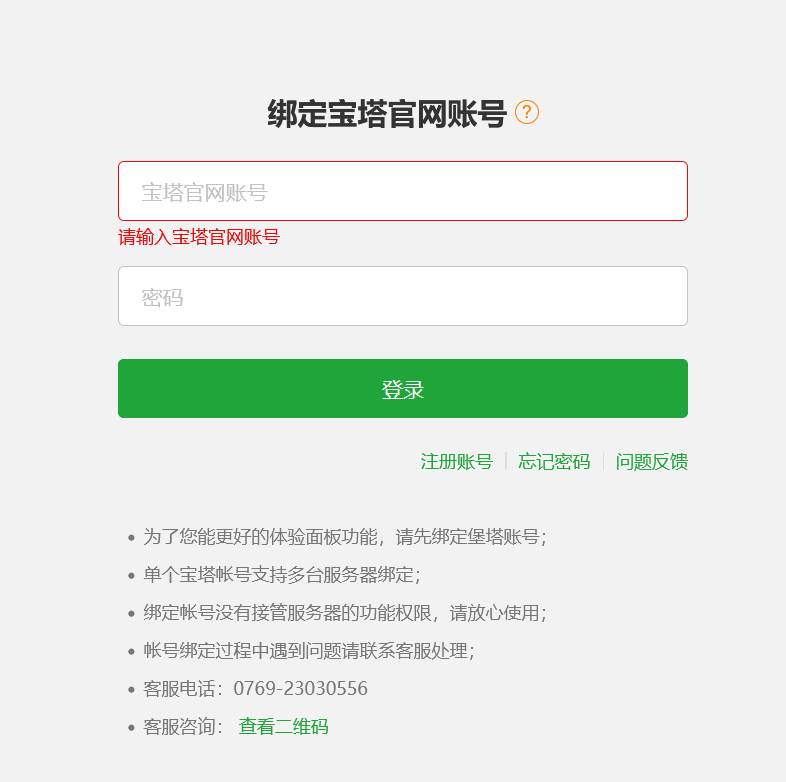 绑定宝塔官网账号 ?
宝塔官网账号
请输入宝塔官网账号
密码
登录
注册账号 | 忘记密码 | 问题反馈
• 为了您能更好的体验面板功能，请先绑定堡塔账号；
• 单个宝塔帐号支持多台服务器绑定；
• 绑定帐号没有接管服务器的功能权限，请放心使用；
• 帐号绑定过程中遇到问题请联系客服处理；
• 客服电话：0769-23030556
• 客服咨询： 查看二维码